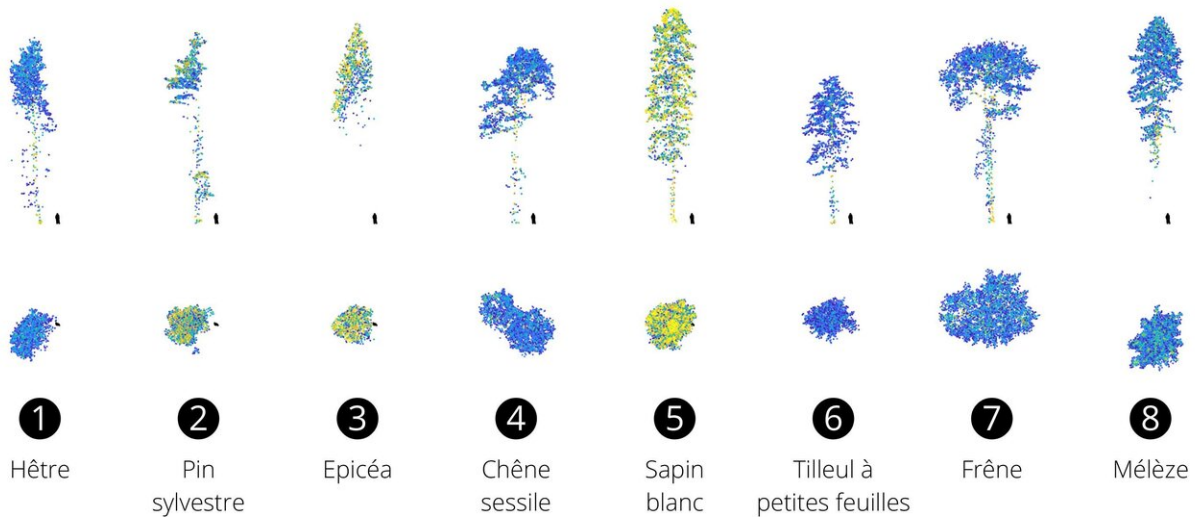 1
2
3
4
5
6
7
8
Hêtre
Pin
sylvestre
Epicéa
Chêne
sessile
Sapin
blanc
Tilleul à
petites feuilles
Frêne
Mélèze